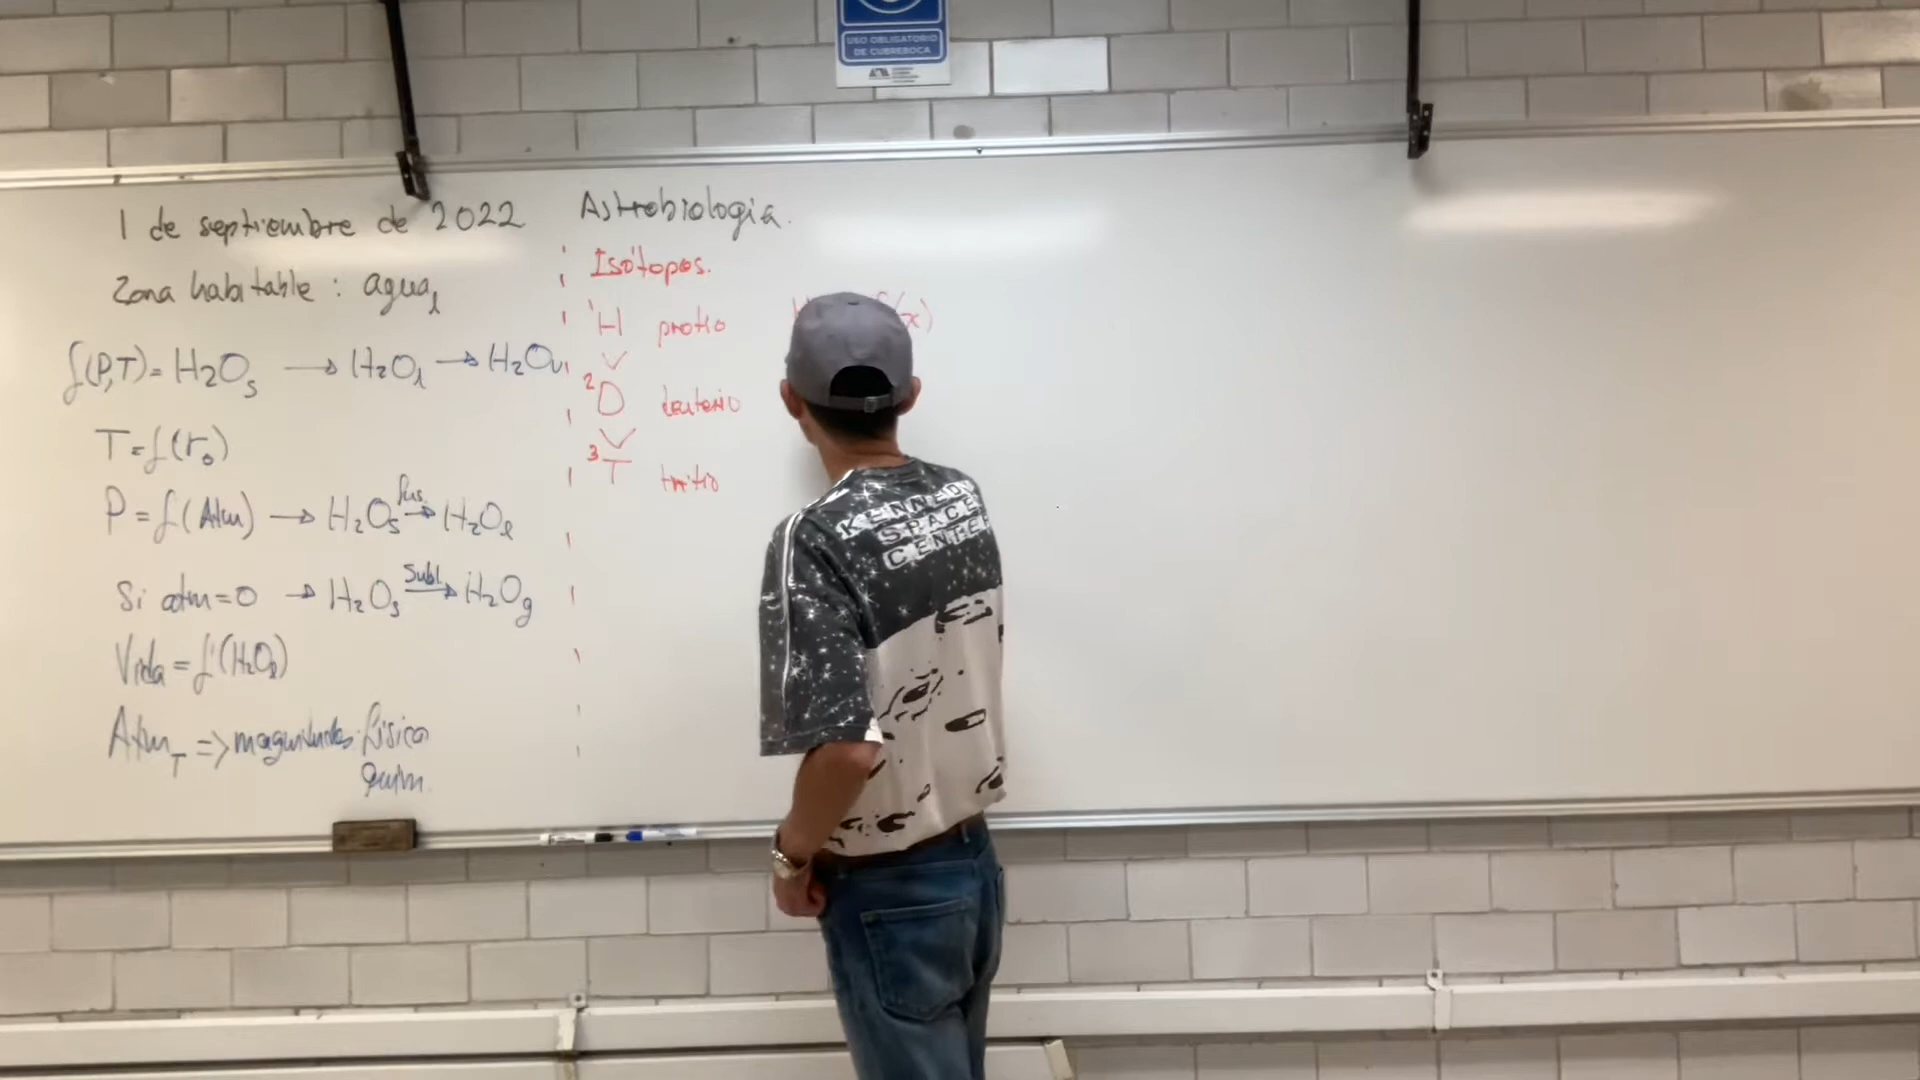 USO OBLIGATORIO
DE CUBREBOCA
1 de septiembre de 2022 Astrobiología.
Zona habitable : agua l
f(P,T) = H₂Os → H₂Ol → H₂Ov
T = f(r₀)
P = f(Atm) → H₂Os fus. → H₂Ol
Si atm = 0 → H₂Os Subl. → H₂Og
Vida = f(H₂Ol)
Atm T => magnitudes física
Quím.
Isótopos.
¹H protio
²D deuterio
³T tritio
KENNEDY
SPACE
CENTER